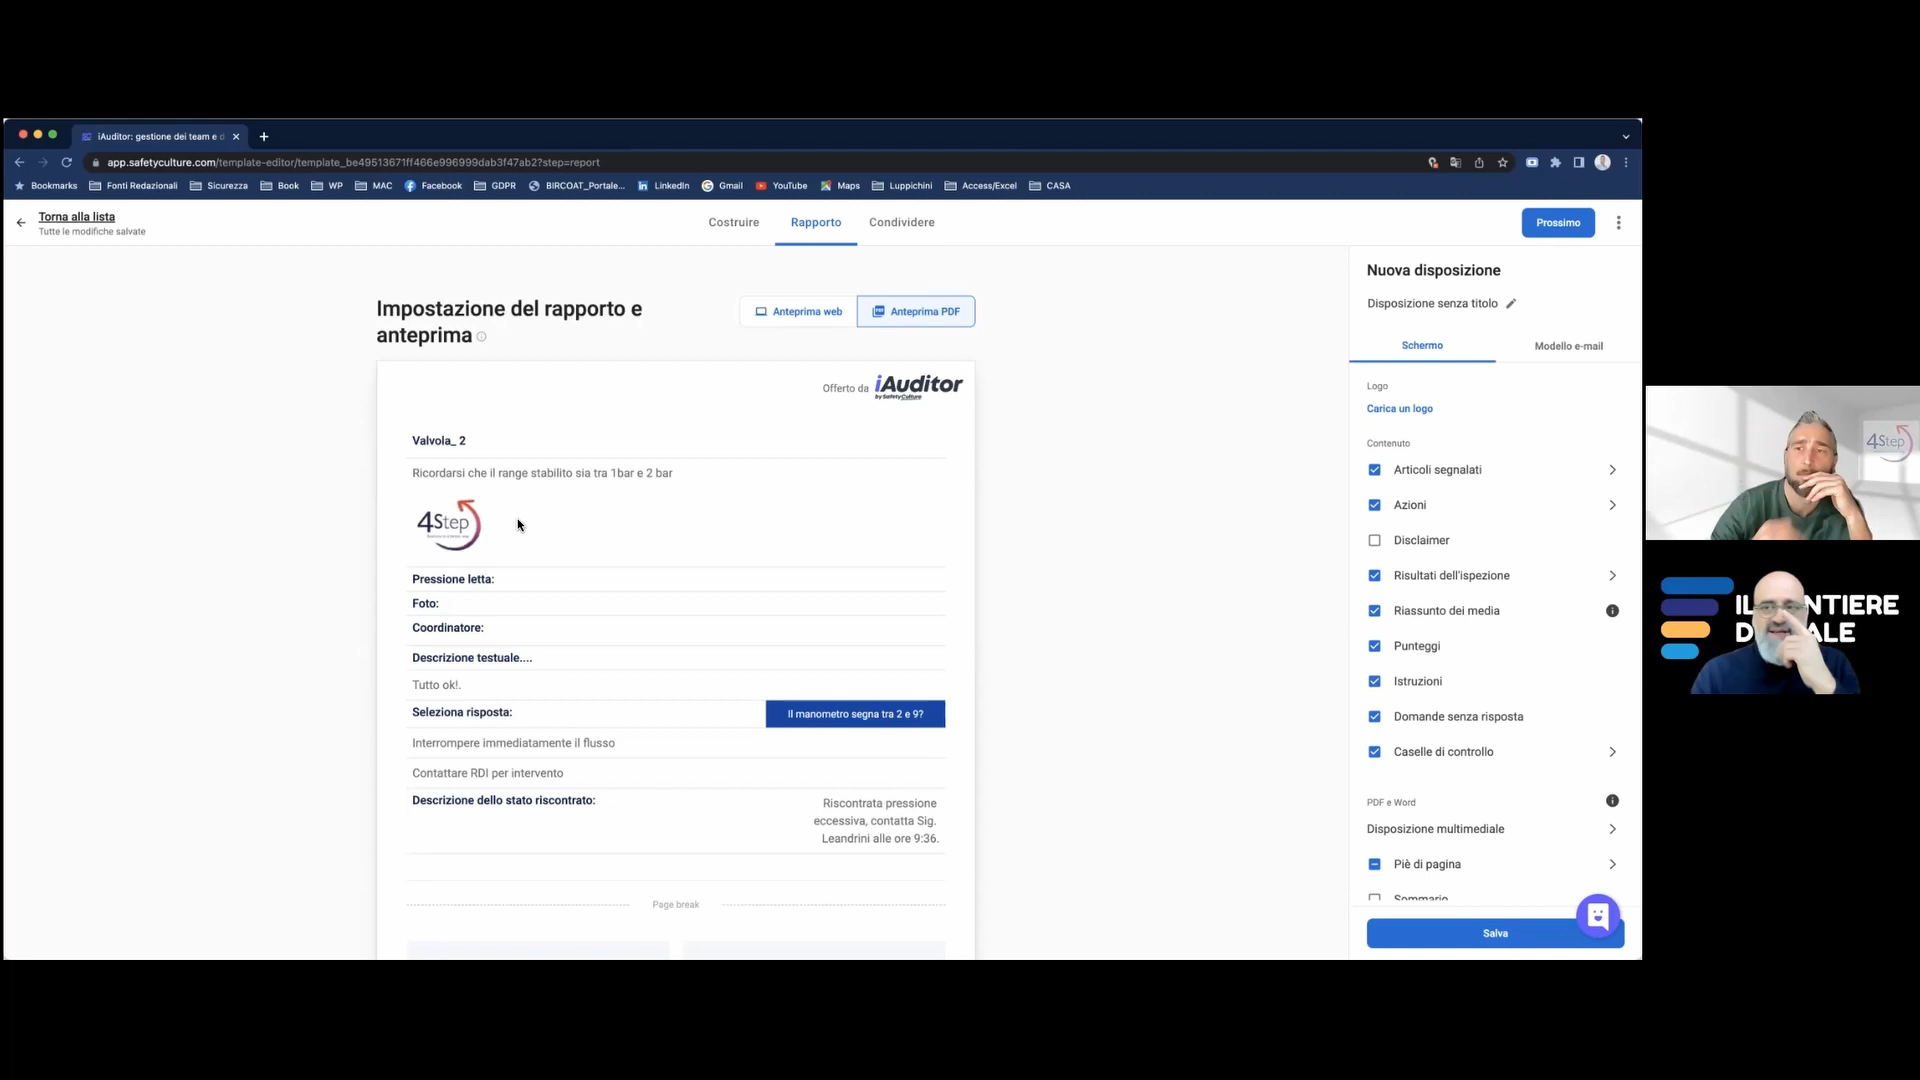 iAuditor: gestione dei team e d
app.safetyculture.com/template-editor/template_be49513671ff466e996999dab3f47ab2?step=report
Bookmarks
Fonti Redazionali
Sicurezza
Book
WP
MAC
Facebook
GDPR
BIRCOAT_Portale...
LinkedIn
Gmail
YouTube
Maps
Luppichini
Access/Excel
CASA
Torna alla lista
Tutte le modifiche salvate
Costruire
Rapporto
Condividere
Prossimo
Impostazione del rapporto e
anteprima
Anteprima web
Anteprima PDF
Offerto da
iAuditor
by SafetyCulture
Valvola_ 2
Ricordarsi che il range stabilito sia tra 1bar e 2 bar
4Step
Pressione letta:
Foto:
Coordinatore:
Descrizione testuale....
Tutto ok!.
Seleziona risposta:
Il manometro segna tra 2 e 9?
Interrompere immediatamente il flusso
Contattare RDI per intervento
Descrizione dello stato riscontrato:
Riscontrata pressione
eccessiva, contatta Sig.
Leandrini alle ore 9:36.
Page break
Nuova disposizione
Disposizione senza titolo
Schermo
Modello e-mail
Logo
Carica un logo
Contenuto
Articoli segnalati
Azioni
Disclaimer
Risultati dell'ispezione
Riassunto dei media
Punteggi
Istruzioni
Domande senza risposta
Caselle di controllo
PDF e Word
Disposizione multimediale
Piè di pagina
Sommario
Salva
4Step
IL NTIERE
D ALE